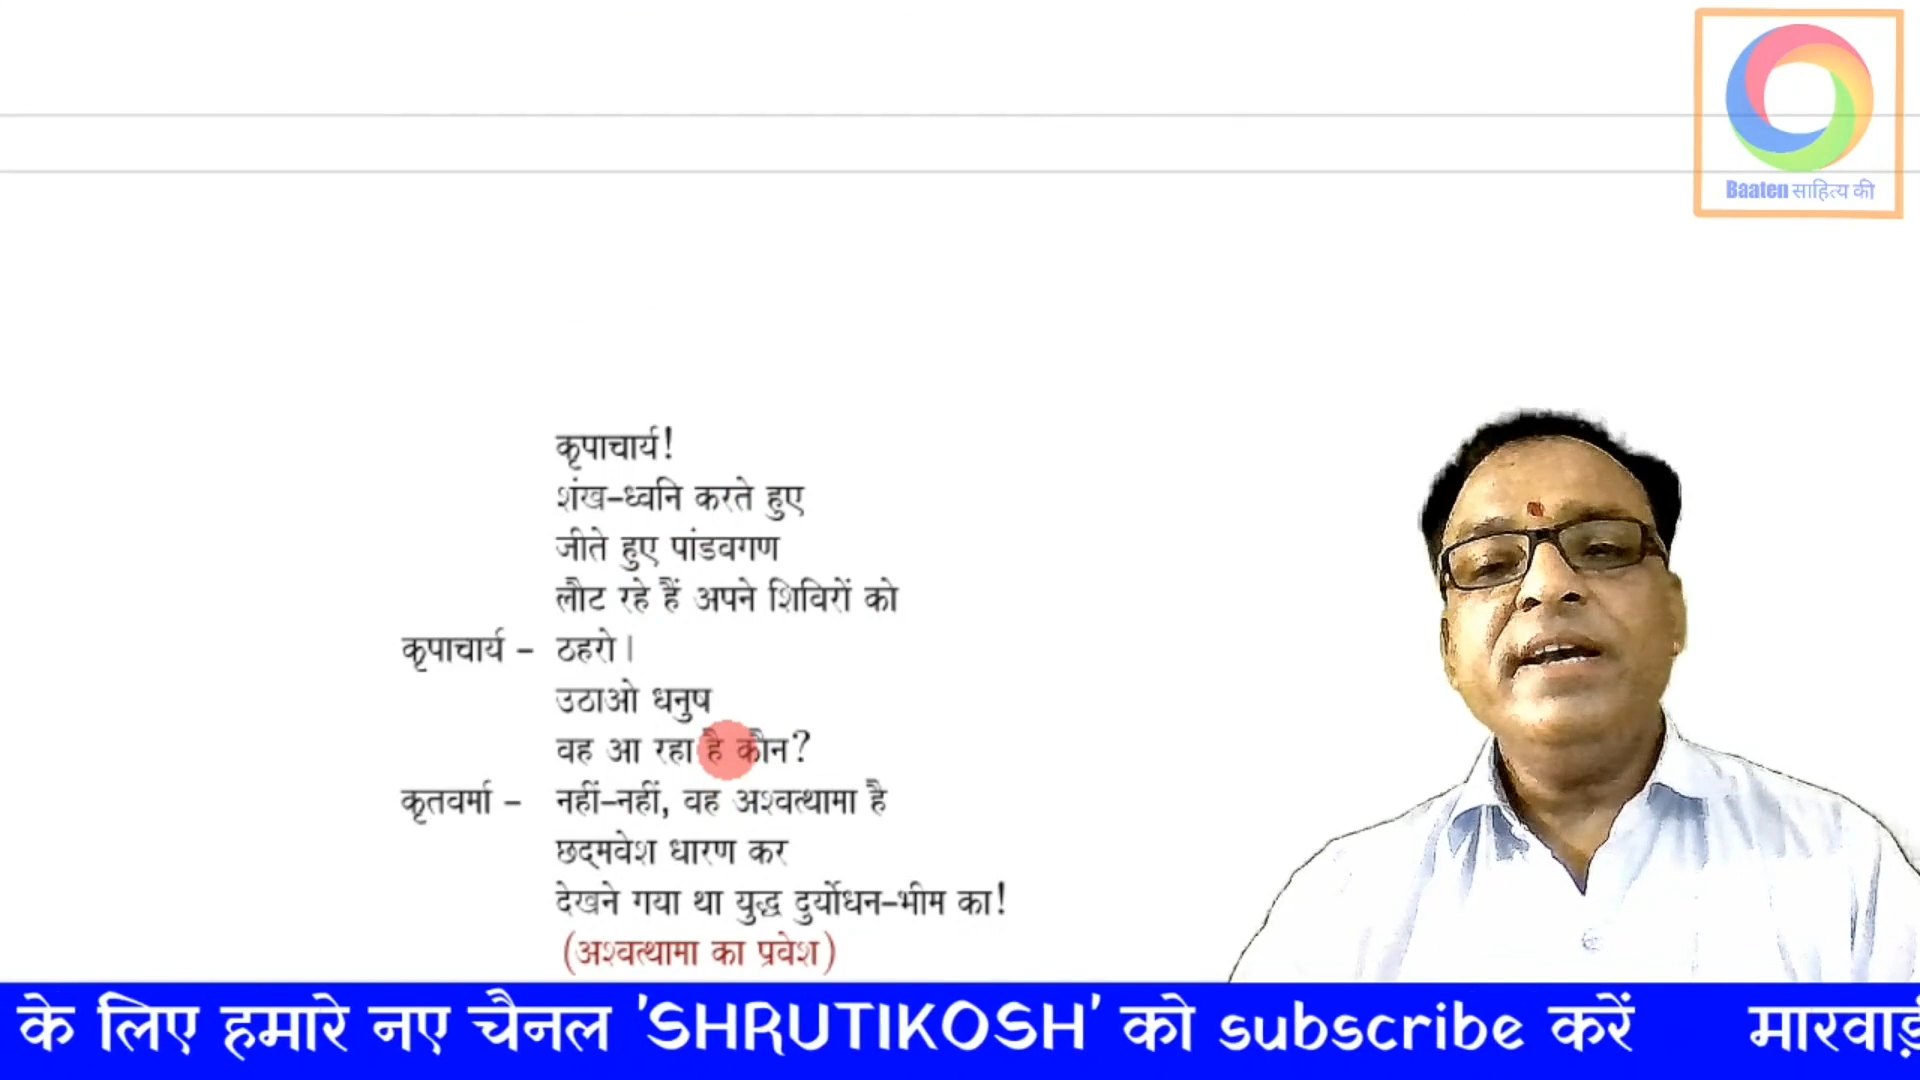 Baaten साहित्य की
कृपाचार्य!
शंख-ध्वनि करते हुए
जीते हुए पांडवगण
लौट रहे हैं अपने शिविरों को
कृपाचार्य - ठहरो।
उठाओ धनुष
वह आ रहा है कौन?
कृतवर्मा - नहीं-नहीं, वह अश्वत्थामा है
छद्मवेश धारण कर
देखने गया था युद्ध दुर्योधन-भीम का!
(अश्वत्थामा का प्रवेश)
के लिए हमारे नए चैनल 'SHRUTIKOSH' को subscribe करें मारवाड़